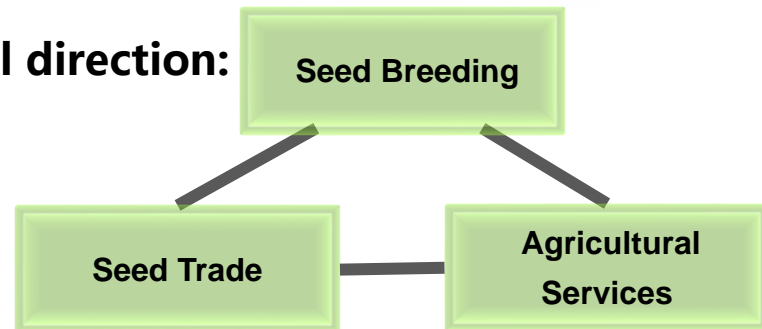 l direction:
Seed Breeding
Seed Trade
Agricultural
Services